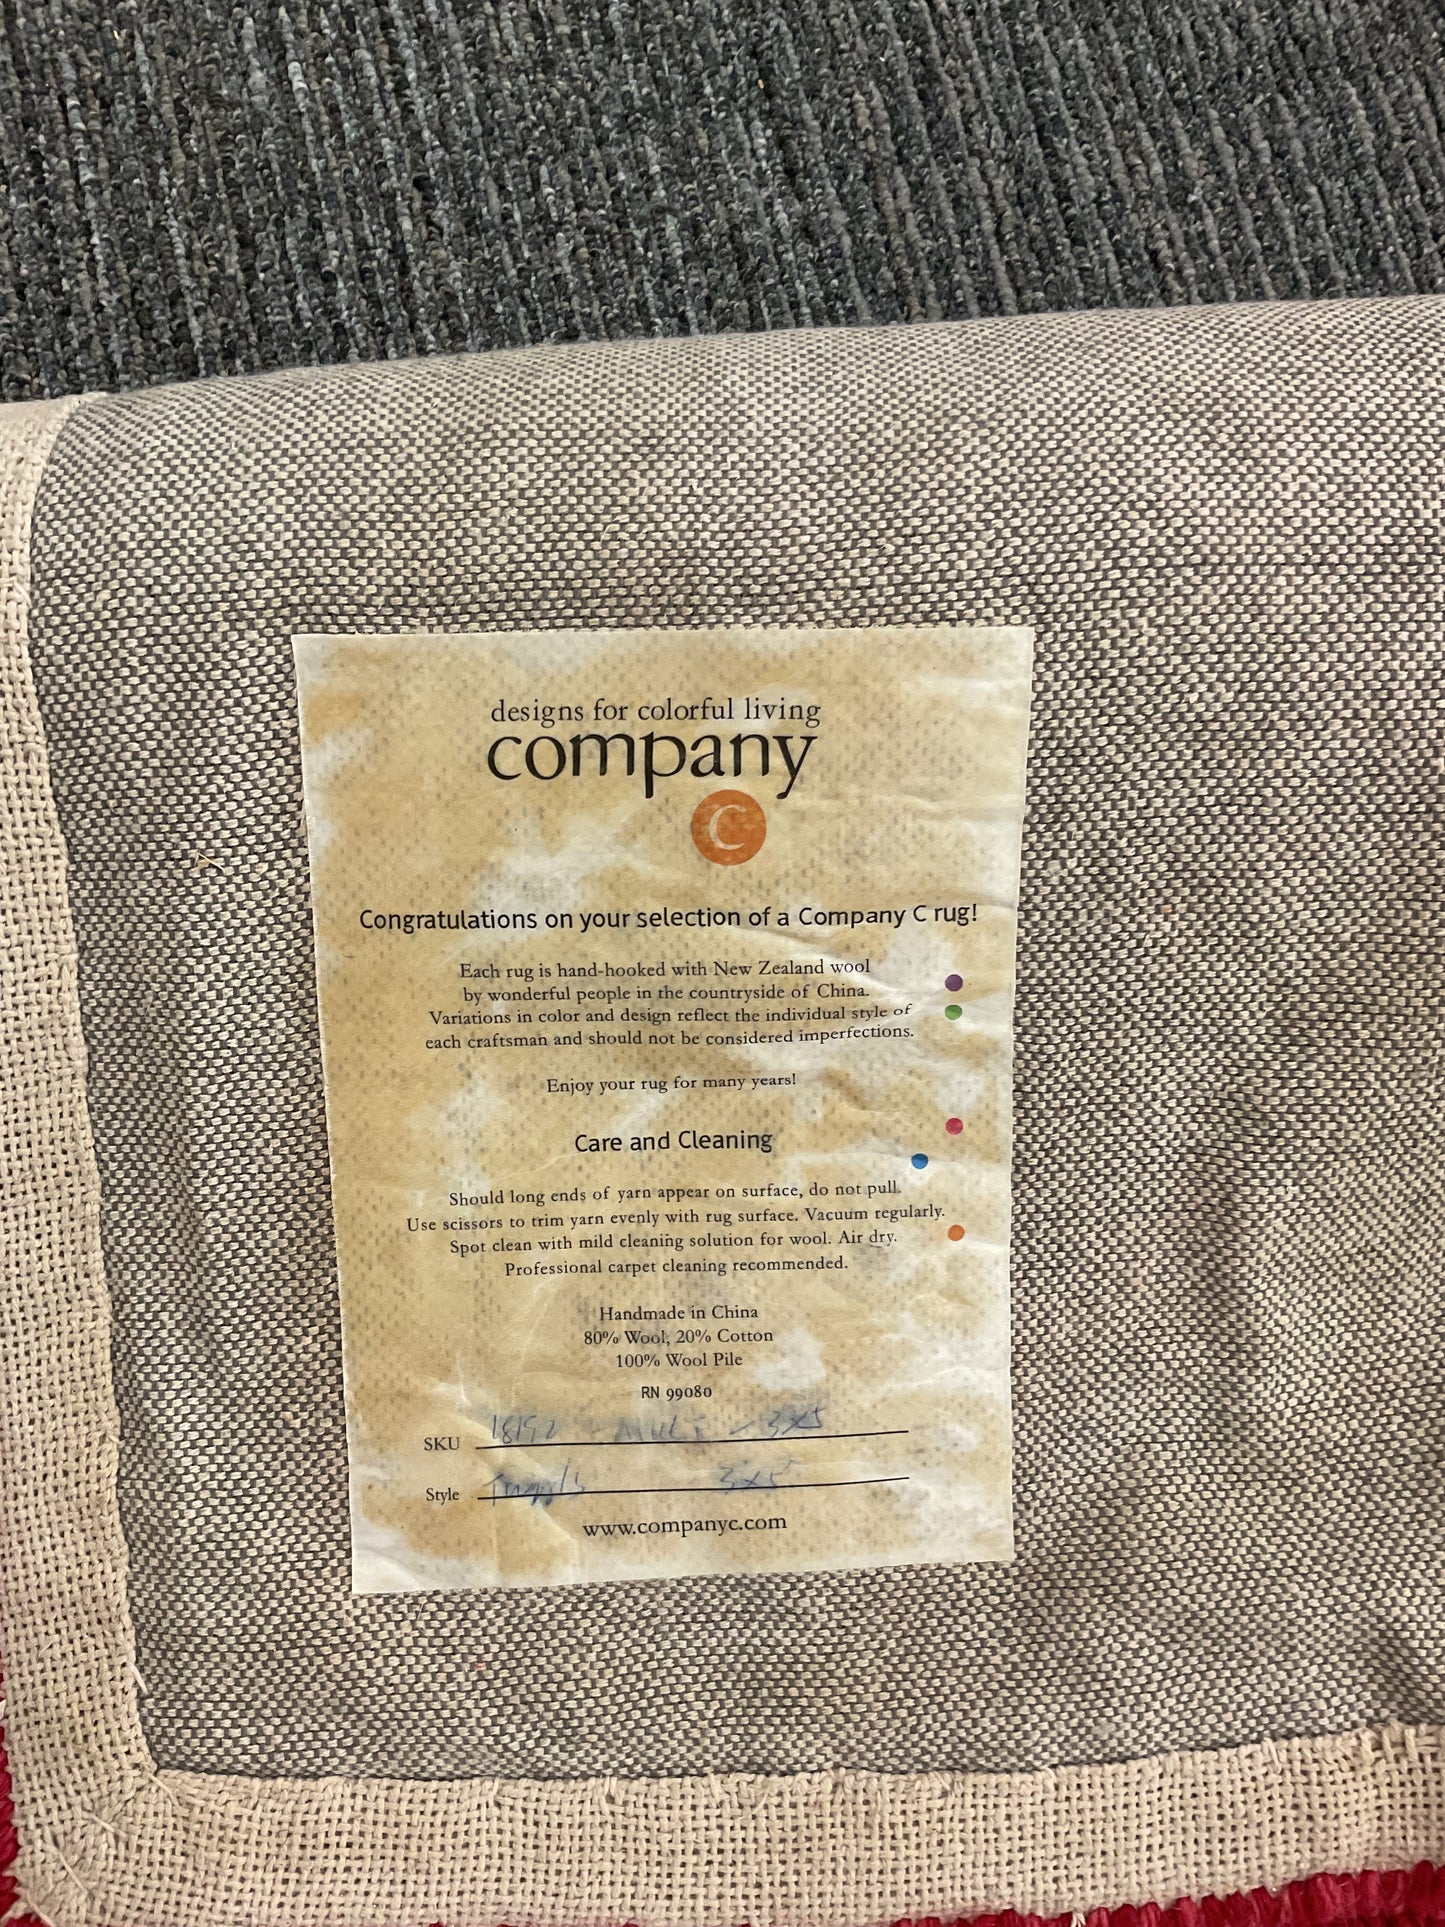 designs for colorful living
company
C
Congratulations on your selection of a Company C rug!
Each rug is hand-hooked with New Zealand wool
by wonderful people in the countryside of China.
Variations in color and design reflect the individual style of
each craftsman and should not be considered imperfections.
Enjoy your rug for many years!
Care and Cleaning
Should long ends of yarn appear on surface, do not pull.
Use scissors to trim yarn evenly with rug surface. Vacuum regularly.
Spot clean with mild cleaning solution for wool. Air dry.
Professional carpet cleaning recommended.
Handmade in China
80% Wool, 20% Cotton
100% Wool Pile
RN 99080
SKU 3x5
Style 3x5
www.companyc.com